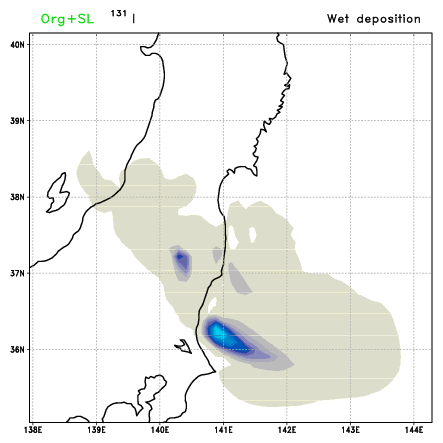 Org+SL 131 I Wet deposition
40N
39N
38N
37N
36N
138E 139E 140E 141E 142E 143E 144E